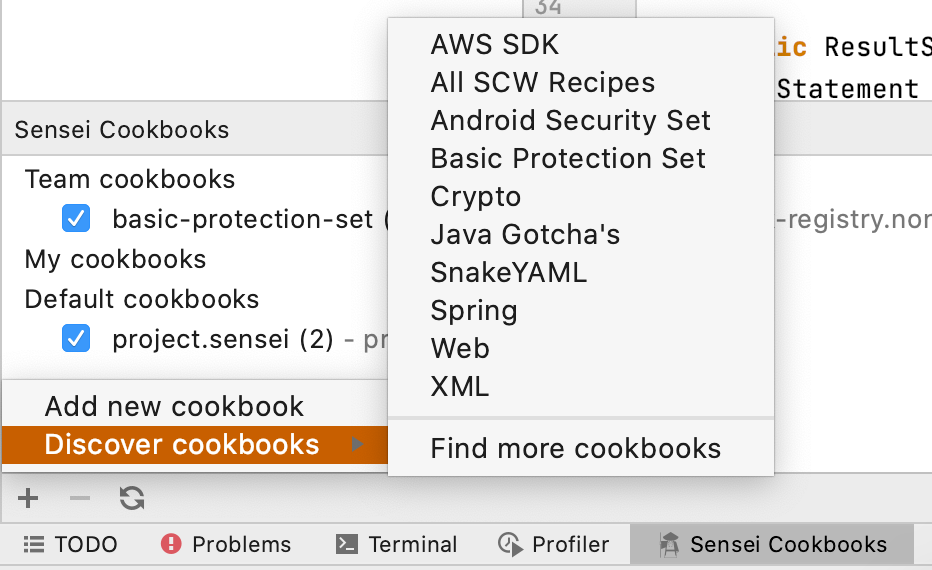 34
ic ResultS
Statement
Sensei Cookbooks
Team cookbooks
basic-protection-set (
-registry.nor
My cookbooks
Default cookbooks
project.sensei (2) - pr
Add new cookbook
Discover cookbooks
AWS SDK
All SCW Recipes
Android Security Set
Basic Protection Set
Crypto
Java Gotcha's
SnakeYAML
Spring
Web
XML
Find more cookbooks
TODO
Problems
Terminal
Profiler
Sensei Cookbooks